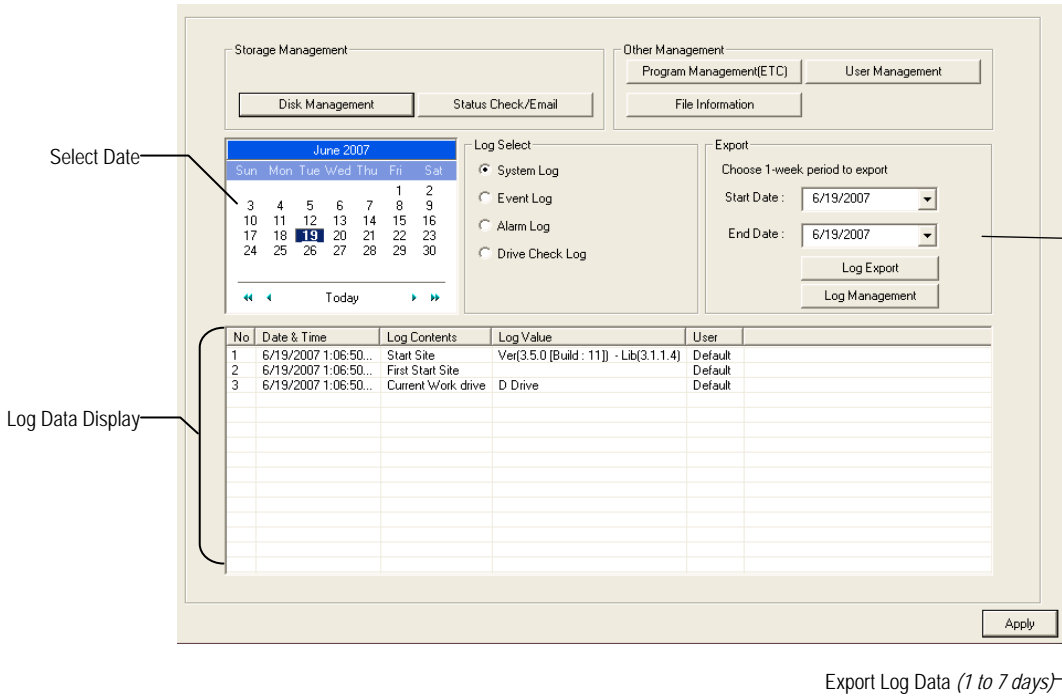 Storage Management
Disk Management
Status Check/Email
Other Management
Program Management(ETC)
User Management
File Information
Select Date
June 2007
Sun Mon Tue Wed Thu Fri Sat
1 2
3 4 5 6 7 8 9
10 11 12 13 14 15 16
17 18 19 20 21 22 23
24 25 26 27 28 29 30
Today
Log Select
System Log
Event Log
Alarm Log
Drive Check Log
Export
Choose 1-week period to export
Start Date : 6/19/2007
End Date : 6/19/2007
Log Export
Log Management
Log Data Display
No Date & Time Log Contents Log Value User
1 6/19/2007 1:06:50... Start Site Ver(3.5.0 [Build : 11]) - Lib(3.1.1.4) Default
2 6/19/2007 1:06:50... First Start Site Default
3 6/19/2007 1:06:50... Current Work drive D Drive Default
Apply
Export Log Data (1 to 7 days)